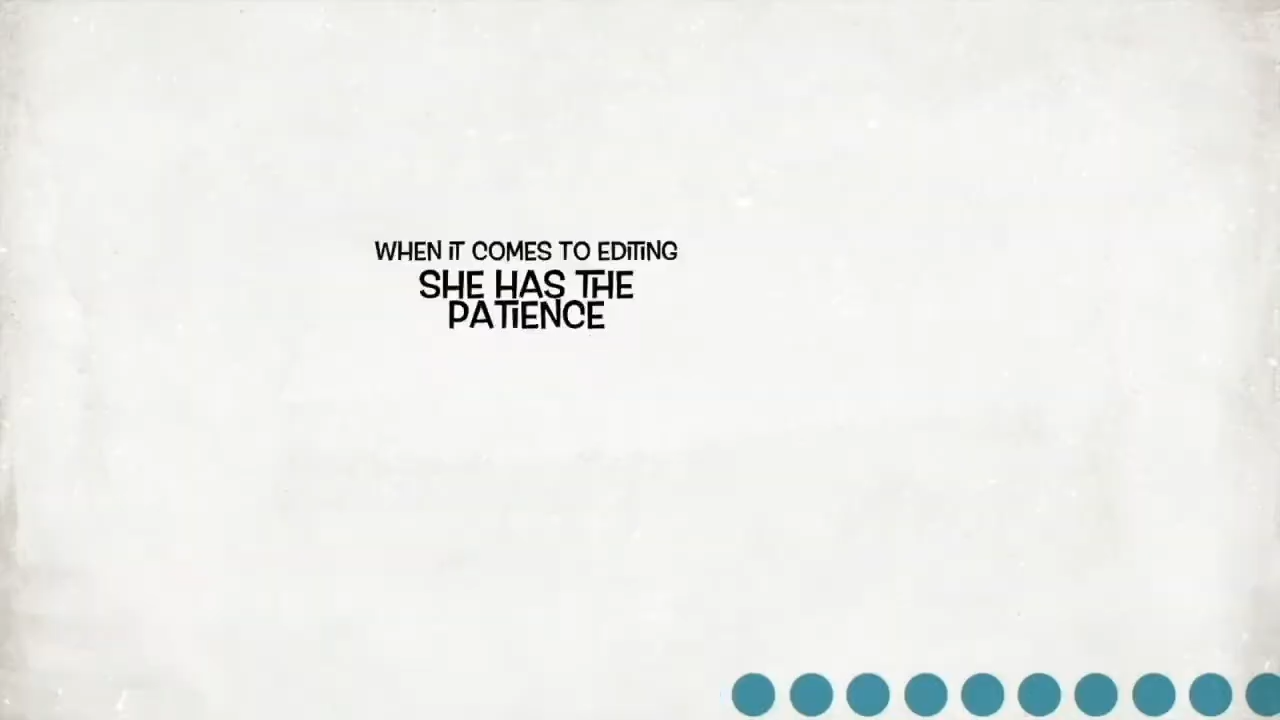 WHEN IT COMES TO EDITING
SHE HAS THE
PATIENCE